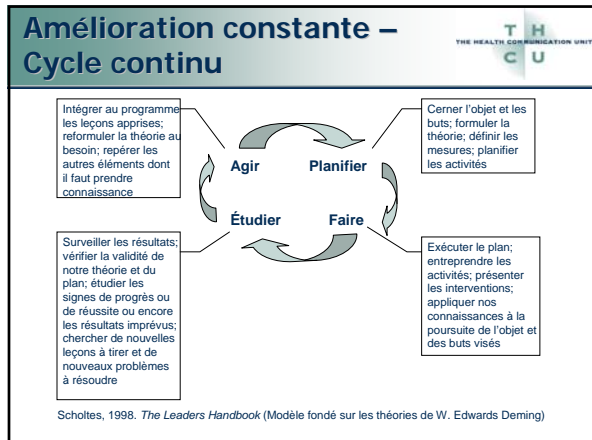 Amélioration constante –
Cycle continu
T H
THE HEALTH COMMUNICATION UNIT
C U
Intégrer au programme
les leçons apprises;
reformuler la théorie au
besoin; repérer les
autres éléments dont
il faut prendre
connaissance
Agir
Planifier
Cerner l'objet et les
buts; formuler la
théorie; définir les
mesures; planifier
les activités
Étudier
Faire
Surveiller les résultats;
vérifier la validité de
notre théorie et du
plan; étudier les
signes de progrès ou
de réussite ou encore
les résultats imprévus;
chercher de nouvelles
leçons à tirer et de
nouveaux problèmes
à résoudre
Exécuter le plan;
entreprendre les
activités; présenter
les interventions;
appliquer nos
connaissances à la
poursuite de l'objet et
des buts visés
Scholtes, 1998. The Leaders Handbook (Modèle fondé sur les théories de W. Edwards Deming)